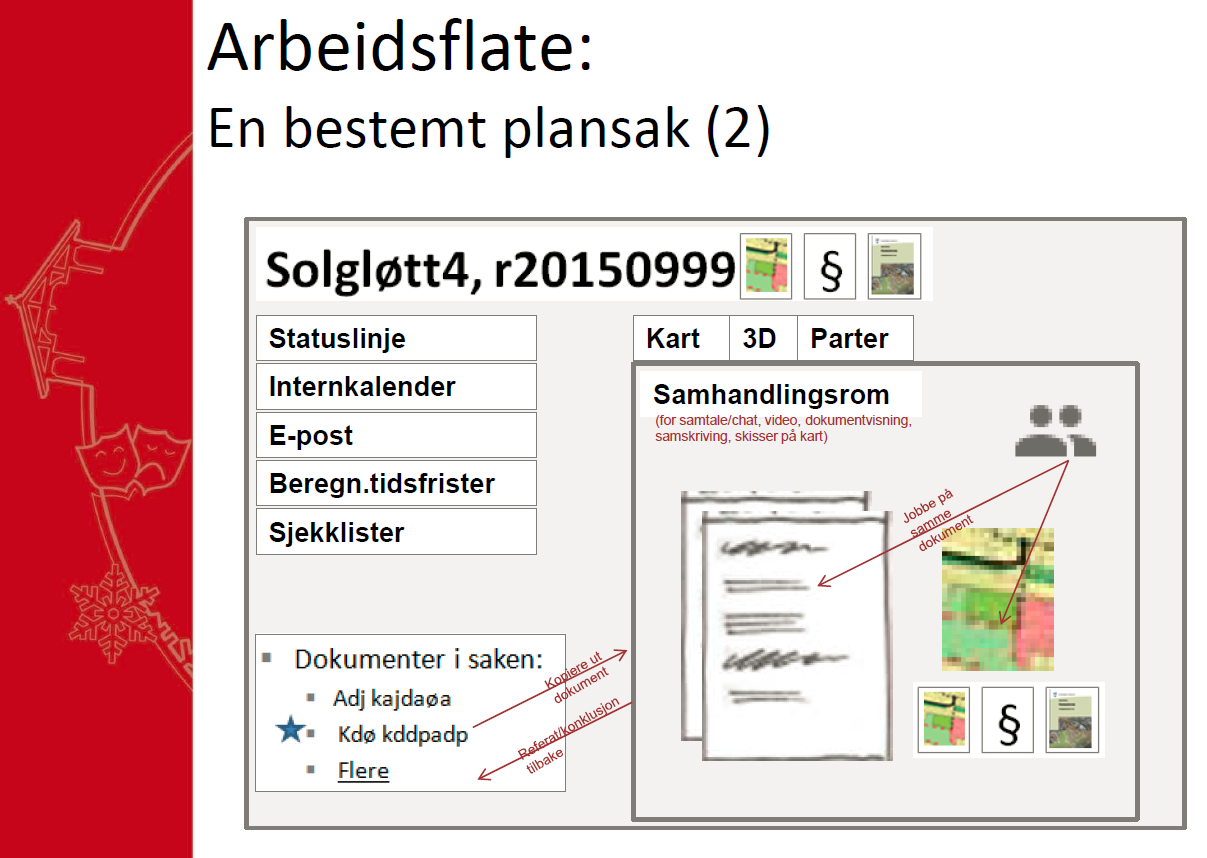 Arbeidsflate:
En bestemt plansak (2)
Solgløtt4, r20150999
§
Statuslinje
Internkalender
E-post
Beregn.tidsfrister
Sjekklister
Kart
3D
Parter
Samhandlingsrom
(for samtale/chat, video, dokumentvisning,
samskriving, skisser på kart)
Jobbe på
samme
dokument
Dokumenter i saken:
Adj kajdaøa
Kdø kddpadp
Flere
Kopiere ut
dokument
Referat/konklusjon
tilbake
§